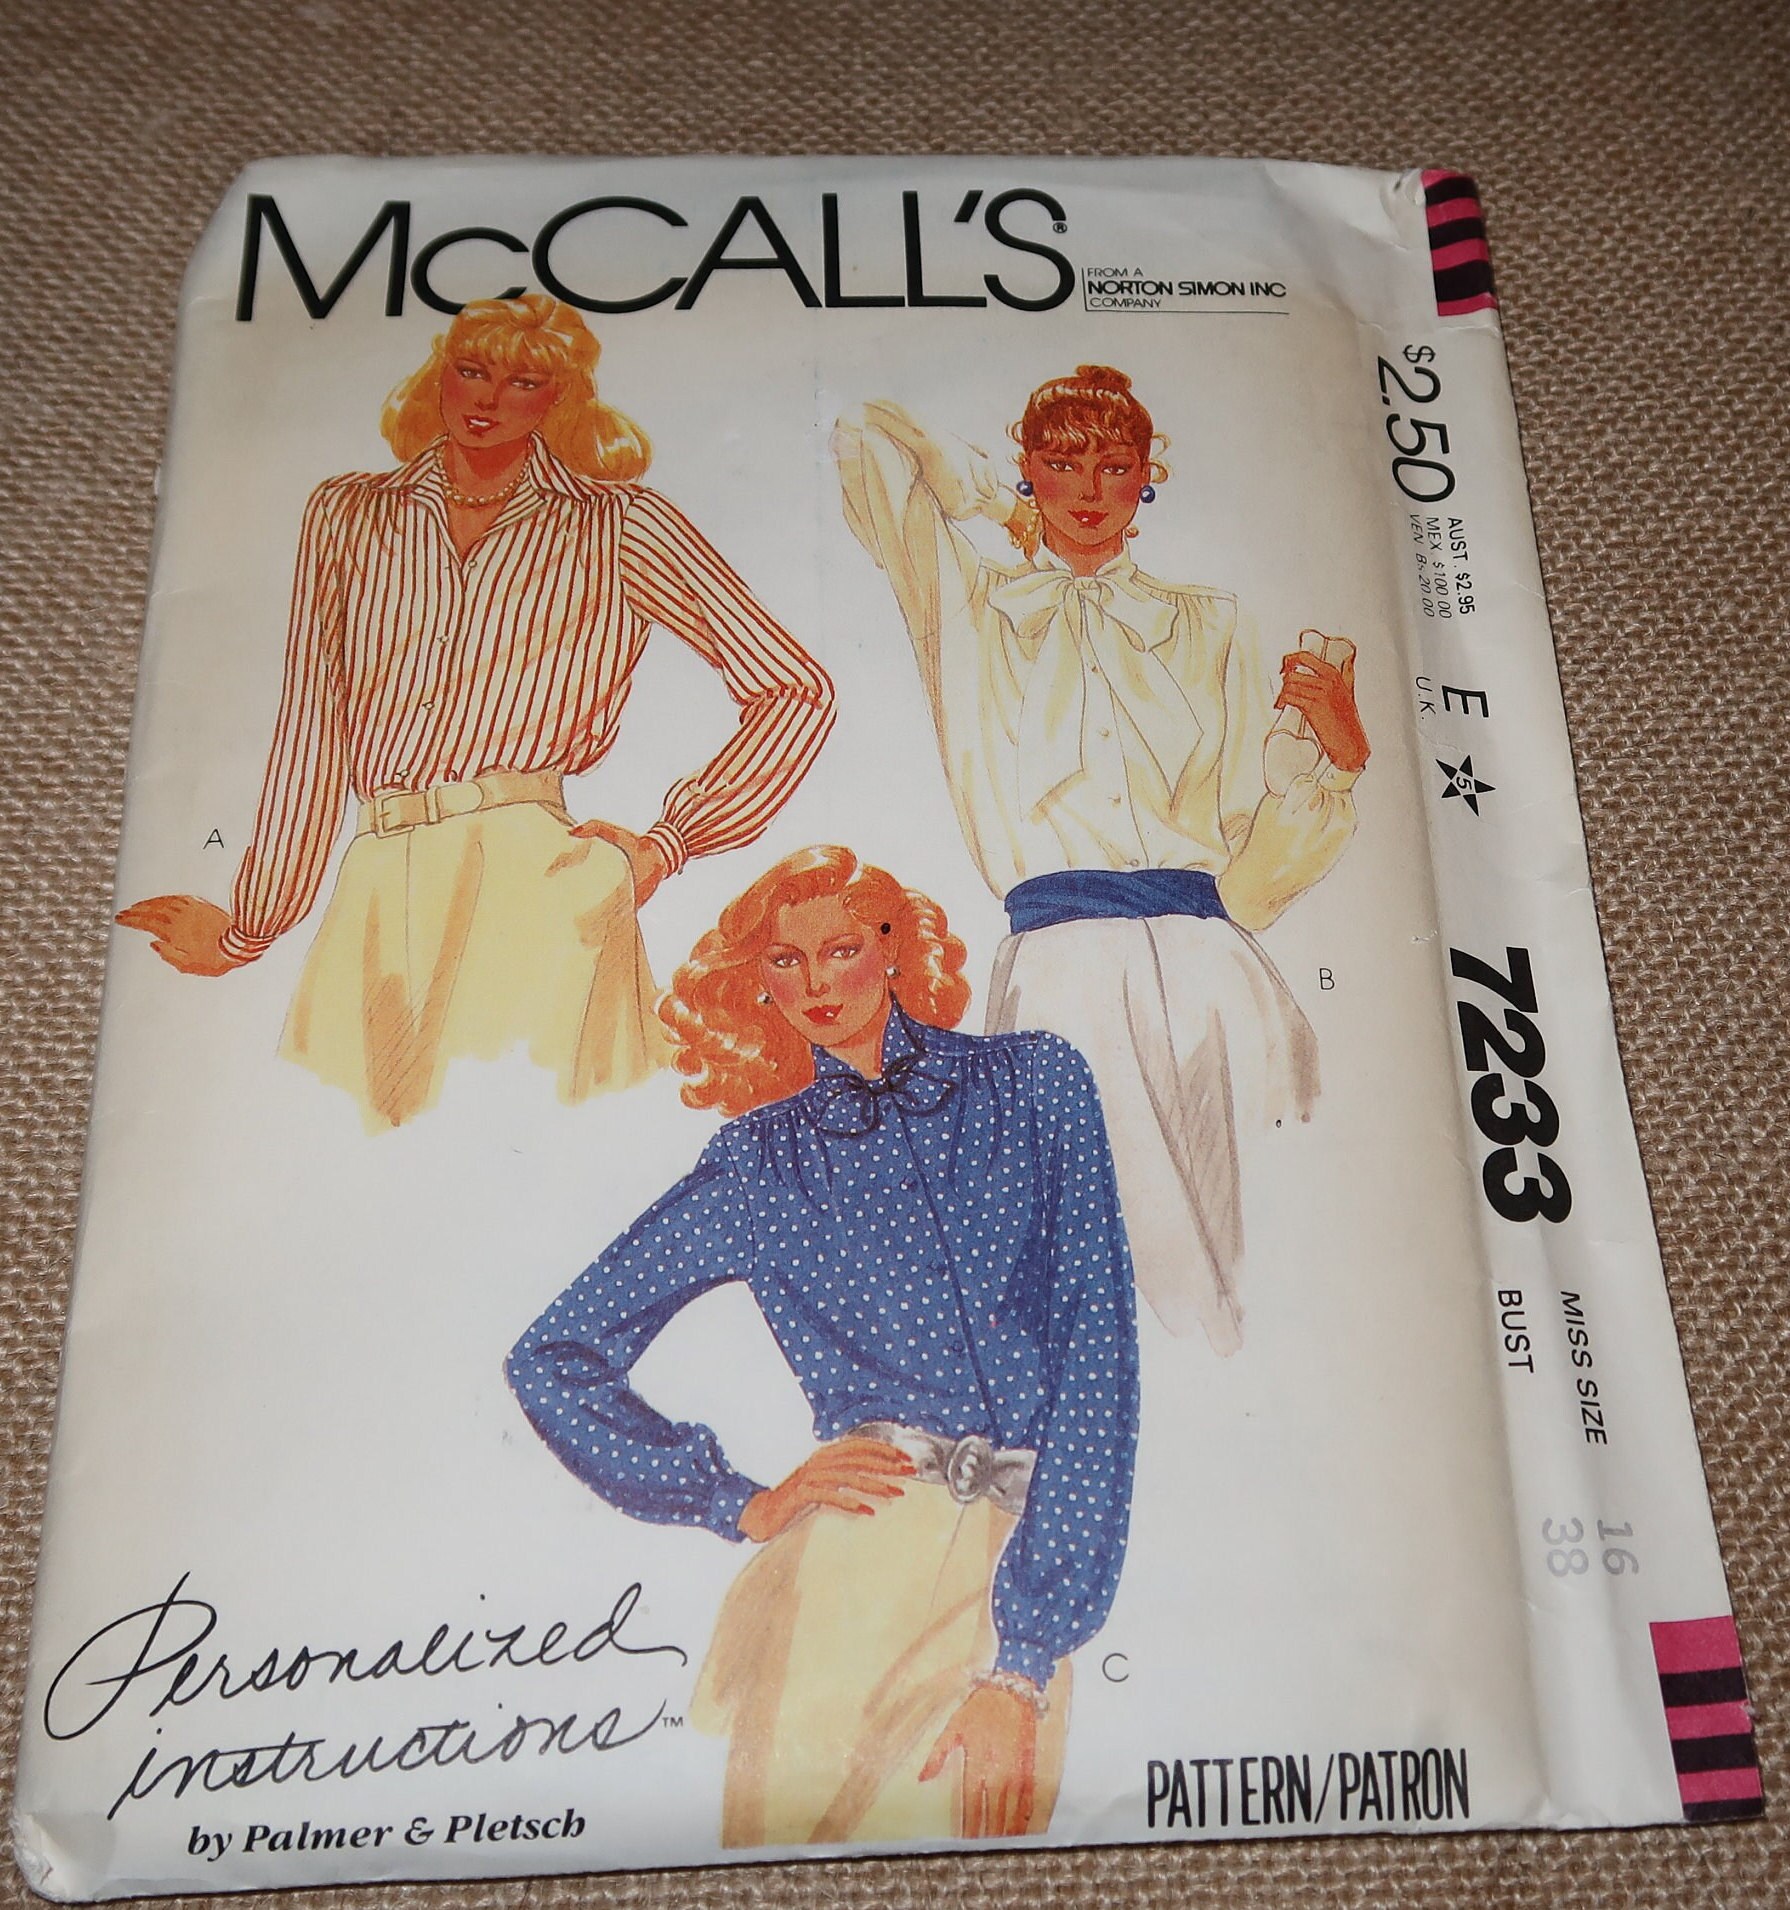 McCALL'S®
FROM A
NORTON SIMON INC
COMPANY
$2.50
AUST. $2.95
MEX $100.00
VEN Bs 20.00
E
U.K.
5
7233
MISS SIZE 16
BUST 38
A
B
C
Personalized
instructions™
by Palmer & Pletsch
PATTERN/PATRON